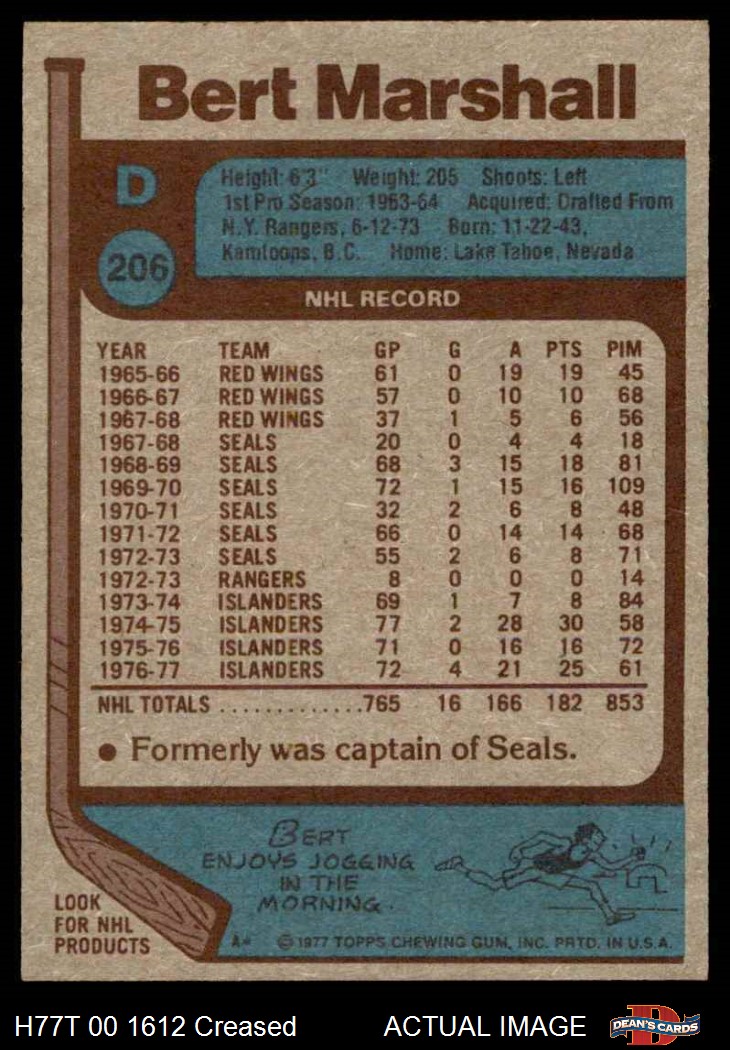 Bert Marshall
D
206
Height: 6'3" Weight: 205 Shoots: Left
1st Pro Season: 1963-64 Acquired: Drafted From
N.Y. Rangers, 6-12-73 Born: 11-22-43,
Kamloops, B.C. Home: Lake Tahoe, Nevada
NHL RECORD
YEAR TEAM GP G A PTS PIM
1965-66 RED WINGS 61 0 19 19 45
1966-67 RED WINGS 57 0 10 10 68
1967-68 RED WINGS 37 1 5 6 56
1967-68 SEALS 20 0 4 4 18
1968-69 SEALS 68 3 15 18 81
1969-70 SEALS 72 1 15 16 109
1970-71 SEALS 32 2 6 8 48
1971-72 SEALS 66 0 14 14 68
1972-73 SEALS 55 2 6 8 71
1972-73 RANGERS 8 0 0 0 14
1973-74 ISLANDERS 69 1 7 8 84
1974-75 ISLANDERS 77 2 28 30 58
1975-76 ISLANDERS 71 0 16 16 72
1976-77 ISLANDERS 72 4 21 25 61
NHL TOTALS .............765 16 166 182 853
● Formerly was captain of Seals.
BERT
ENJOYS JOGGING
IN THE
MORNING.
LOOK
FOR NHL
PRODUCTS
A* ©1977 TOPPS CHEWING GUM, INC. PRTD. IN U.S.A.
H77T 00 1612 Creased ACTUAL IMAGE
D
DEAN'S CARDS